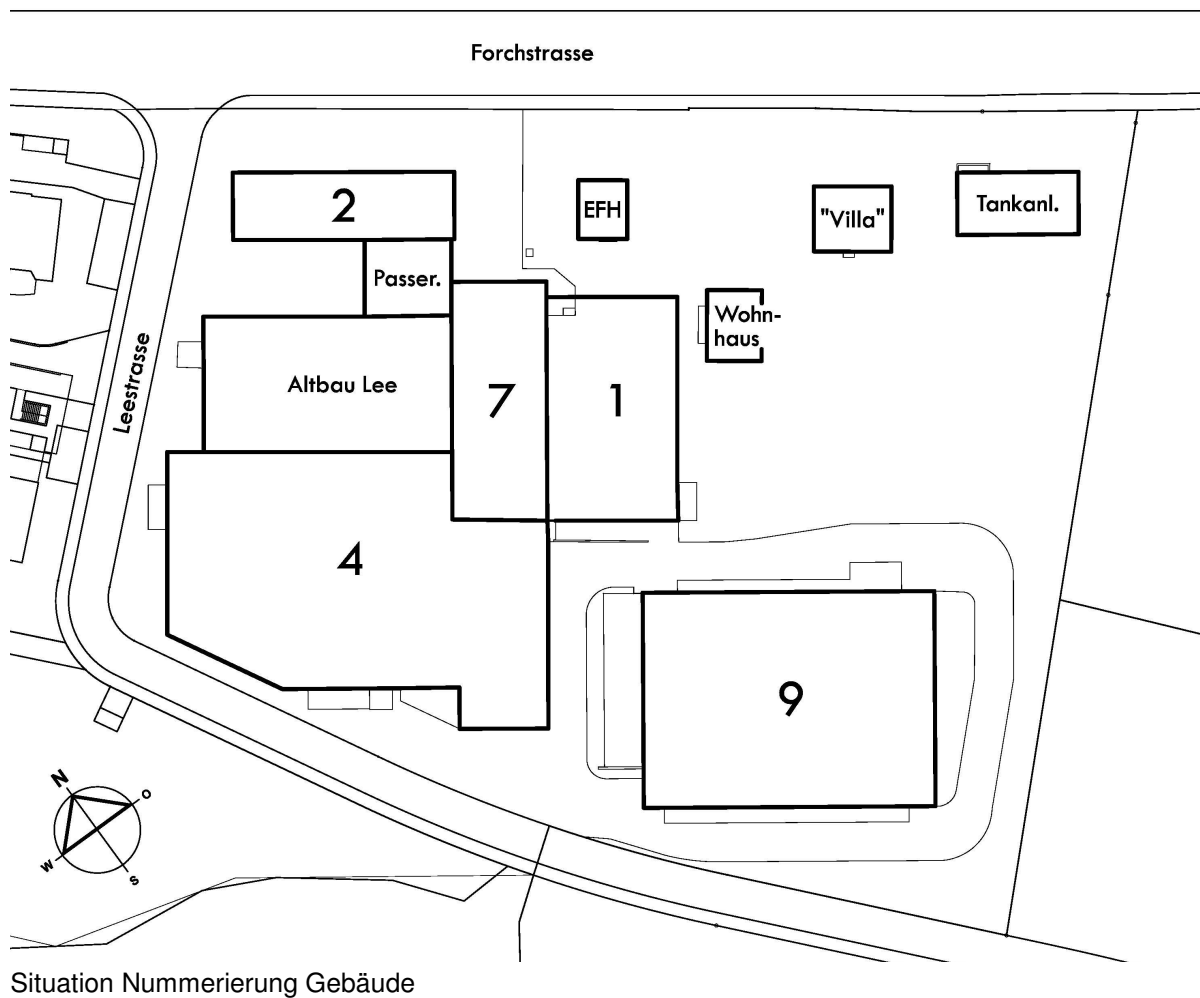 Forchstrasse
2
EFH
"Villa"
Tankanl.
Passer.
Wohn-
haus
Leestrasse
Altbau Lee
7
1
4
9
N
O
W
S
Situation Nummerierung Gebäude